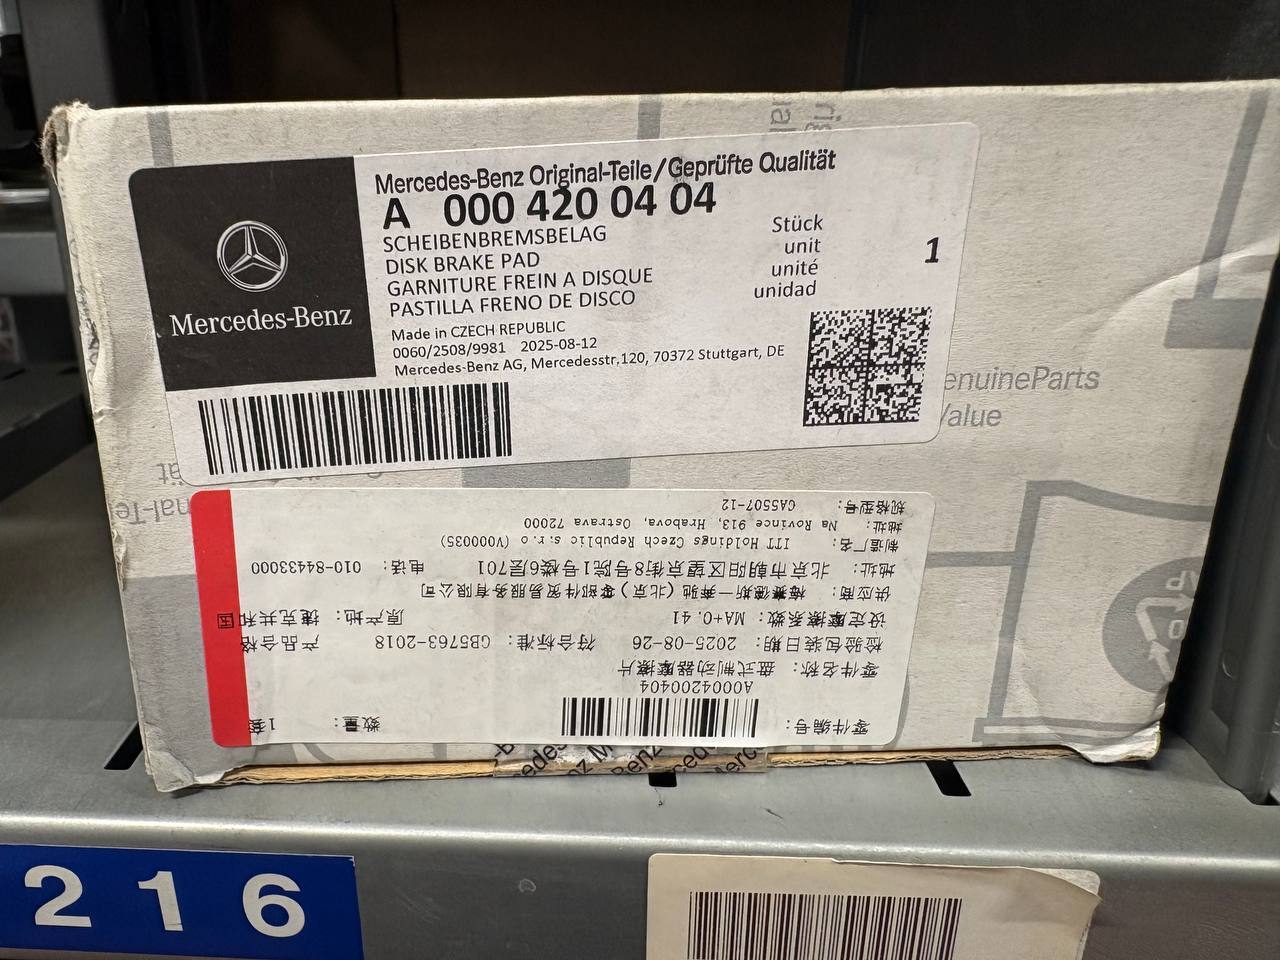 Mercedes-Benz
Mercedes-Benz Original-Teile/Geprüfte Qualität
A 000 420 04 04
SCHEIBENBREMSBELAG
DISK BRAKE PAD
GARNITURE FREIN A DISQUE
PASTILLA FRENO DE DISCO
Stück
unit
unité
unidad
1
Made in CZECH REPUBLIC
0060/2508/9981 2025-08-12
Mercedes-Benz AG, Mercedesstr,120, 70372 Stuttgart, DE
enuineParts
Value
零件编号: 数量: 1套
A0004200404
零件名称: 盘式制动器摩擦片
检验包装日期: 2025-08-26 符合标准: GB5763-2018 产品合格
设定摩擦系数: MA+0.41 原产地: 捷克共和国
供应商: 梅赛德斯—奔驰(北京)零部件贸易服务有限公司
地址: 北京市朝阳区望京街8号院1号楼6层701 电话: 010-84433000
制造厂名: ITT Holdings Czech Republic s.r.o (V000035)
地址: Na Rovince 913, Hrabova, Ostrava 72000
规格型号: CA5507-12
216